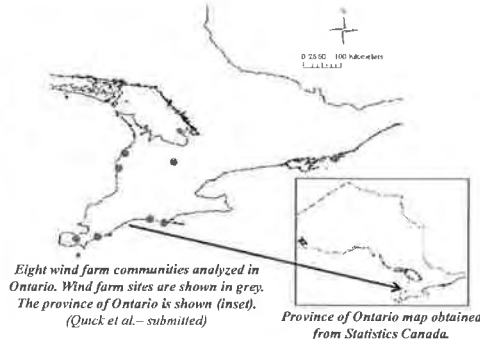 0 25 50 100 Kilometers
Eight wind farm communities analyzed in
Ontario. Wind farm sites are shown in grey.
The province of Ontario is shown (inset).
(Quick et al.– submitted)
Province of Ontario map obtained
from Statistics Canada.